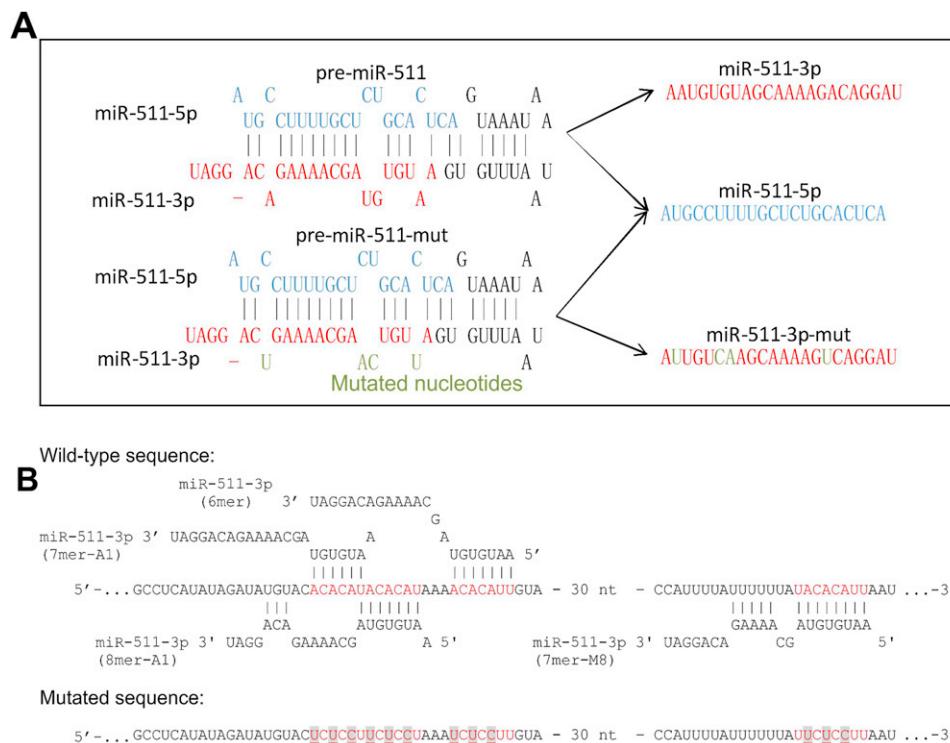 A
pre-miR-511
A C CU C G A
miR-511-5p
UG CUUUUGCU GCA UCA UAAAU A
UAGG AC GAAAACGA UGU A GU GUUUA U
miR-511-3p
– A UG A A
pre-miR-511-mut
A C CU C G A
miR-511-5p
UG CUUUUGCU GCA UCA UAAAU A
UAGG AC GAAAACGA UGU AGU GUUUA U
miR-511-3p
– U AC U A
Mutated nucleotides
miR-511-3p
AAUGUGUAGCAAAAGACAGGAU
miR-511-5p
AUGCCUUUUGCUCUGCACUCA
miR-511-3p-mut
AUUGUCAAGCAAAAGUCAGGAU
Wild-type sequence:
B
miR-511-3p
(6mer) 3’ UAGGACAGAAAAC
G
miR-511-3p 3’ UAGGACAGAAAACGA A A
(7mer-A1) UGUGUA UGUGUAA 5’
5’-...GCCUCAUAUAGAUAUGUACACACAUACACAUAAAACACAUUGUA – 30 nt – CCAUUUUAUUUUUUAUACACAUUAAU ...-3
ACA AUGUGUA GAAAA AUGUGUAA
miR-511-3p 3’ UAGG GAAAACG A 5' miR-511-3p 3’ UAGGACA CG 5’
(8mer-A1) (7mer-M8)
Mutated sequence:
5’-...GCCUCAUAUAGAUAUGUACUCUCCUUCUCCUAAAUCUCCUUGUA – 30 nt – CCAUUUUAUUUUUUAUUCUCCUUAAU ...-3